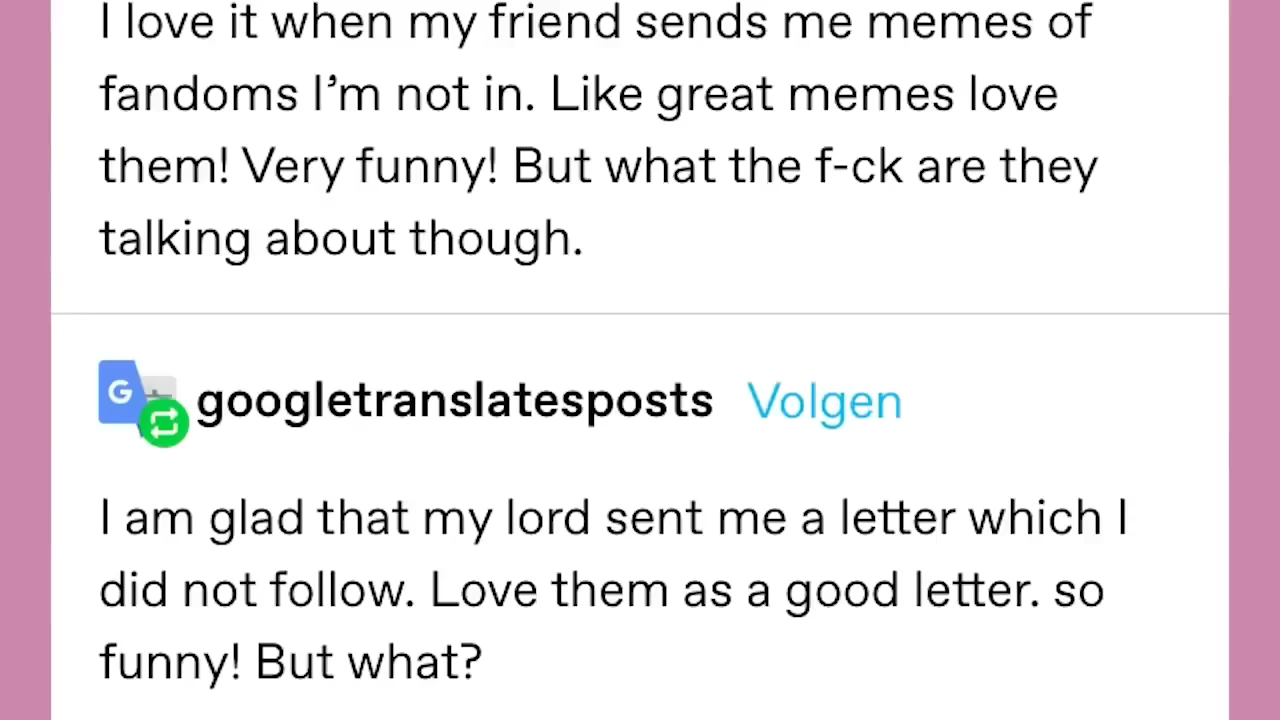 I love it when my friend sends me memes of
fandoms I’m not in. Like great memes love
them! Very funny! But what the f-ck are they
talking about though.
G
googletranslatesposts Volgen
I am glad that my lord sent me a letter which I
did not follow. Love them as a good letter. so
funny! But what?